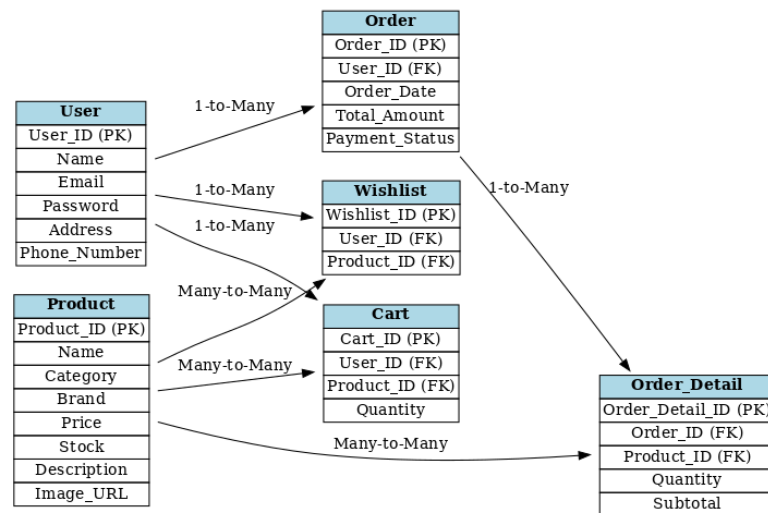 Order
Order_ID (PK)
User_ID (FK)
Order_Date
Total_Amount
Payment_Status
User
User_ID (PK)
Name
Email
Password
Address
Phone_Number
1-to-Many
1-to-Many
1-to-Many
1-to-Many
Wishlist
Wishlist_ID (PK)
User_ID (FK)
Product_ID (FK)
Product
Product_ID (PK)
Name
Category
Brand
Price
Stock
Description
Image_URL
Many-to-Many
Many-to-Many
Many-to-Many
Cart
Cart_ID (PK)
User_ID (FK)
Product_ID (FK)
Quantity
Order_Detail
Order_Detail_ID (PK)
Order_ID (FK)
Product_ID (FK)
Quantity
Subtotal